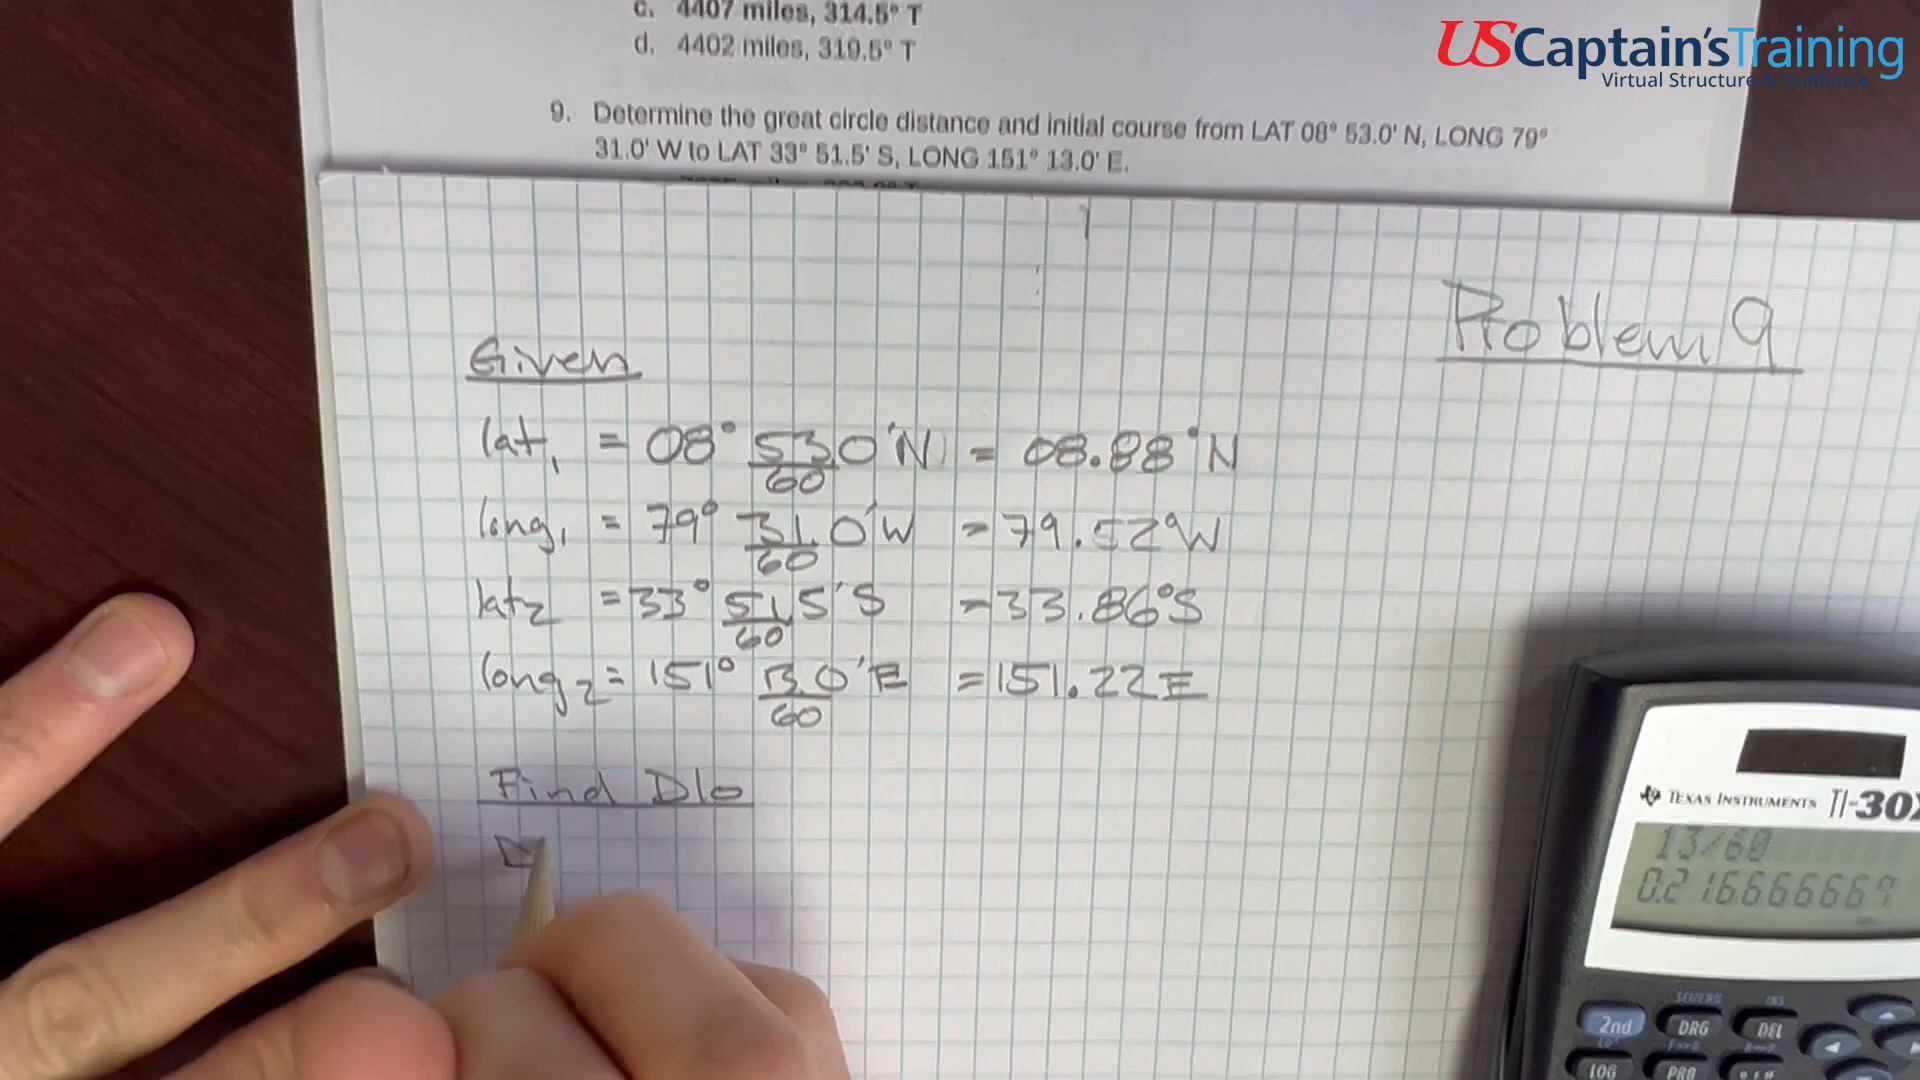 c. 4407 miles, 314.5° T
d. 4402 miles, 319.5° T
USCaptain'sTraining
Virtual Structure & Guidance
9. Determine the great circle distance and initial course from LAT 08° 53.0' N, LONG 79°
31.0' W to LAT 33° 51.5' S, LONG 151° 13.0' E.
Problem 9
Given
lat₁ = 08° 53.0'N = 08.88°N
60
long₁ = 79° 31.0'W = 79.52°W
60
lat₂ = 33° 51.5'S = 33.86°S
60
long₂ = 151° 13.0'E = 151.22E
60
Find Dlo
D
TEXAS INSTRUMENTS TI-30X
13/60
0.216666667
2nd DRG DEL
LOG PRB